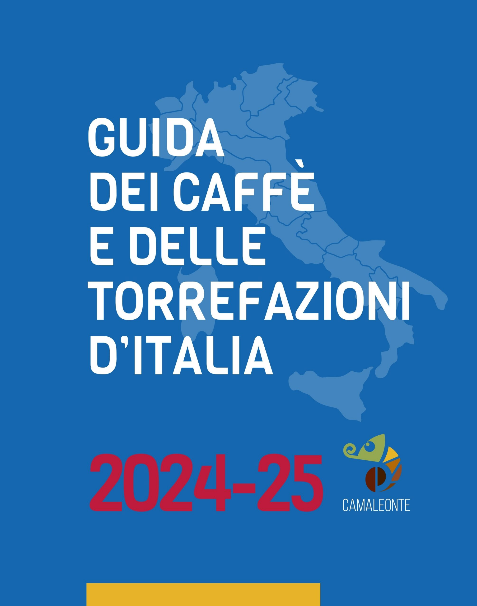 GUIDA
DEI CAFFÈ
E DELLE
TORREFAZIONI
D'ITALIA
2024-25
CAMALEONTE